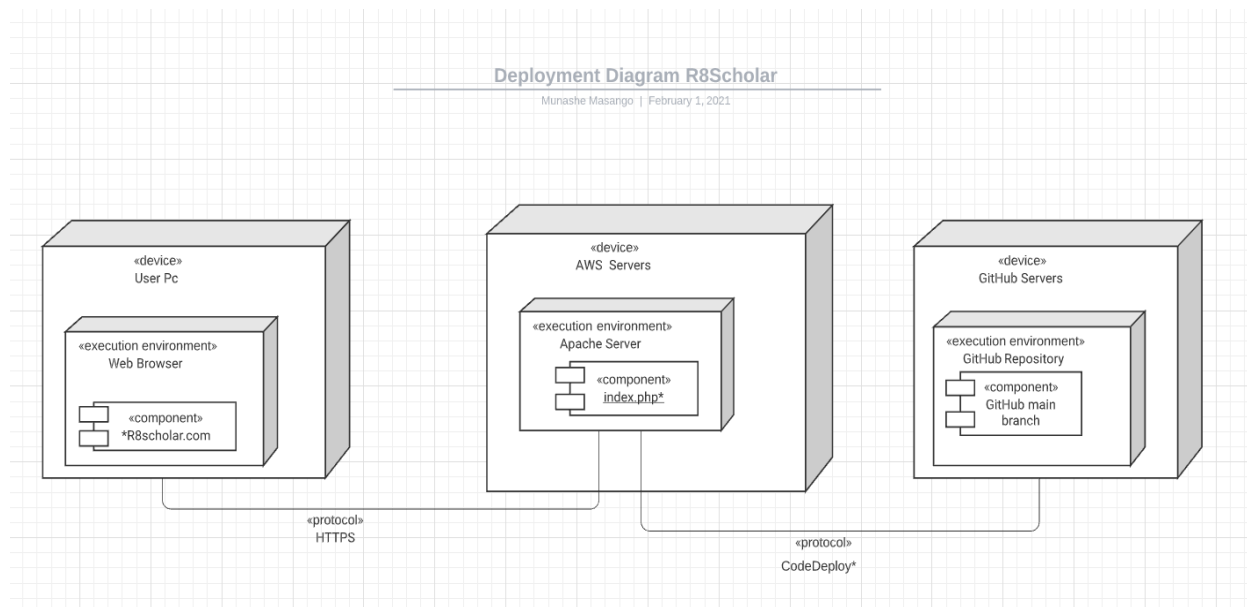 Deployment Diagram R8Scholar
Munashe Masango | February 1, 2021
«device»
User Pc
«execution environment»
Web Browser
«component»
*R8scholar.com
«device»
AWS Servers
«execution environment»
Apache Server
«component»
index.php*
«device»
GitHub Servers
«execution environment»
GitHub Repository
«component»
GitHub main
branch
«protocol»
HTTPS
«protocol»
CodeDeploy*